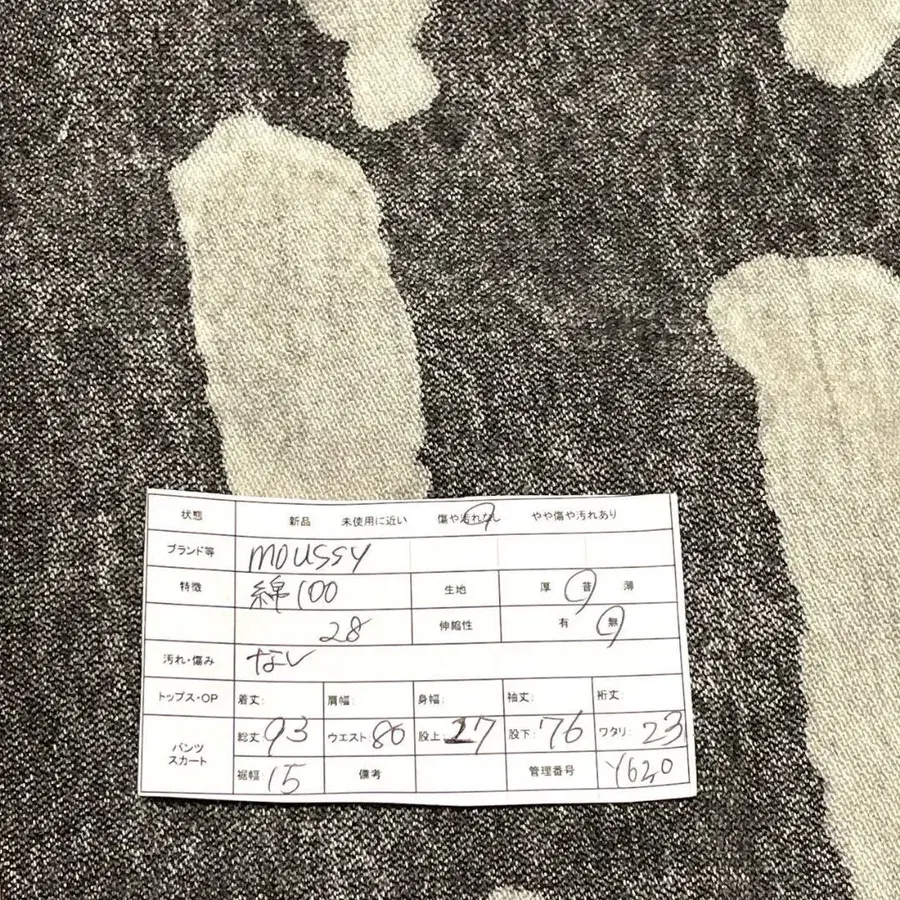 状態 新品 未使用に近い 傷や汚れなし やや傷や汚れあり
ブランド等 moussy
特徴 綿100 生地 厚 普 薄
28 伸縮性 有 無
汚れ・傷み なし
トップス・OP 着丈: 肩幅: 身幅: 袖丈: 裄丈:
パンツ スカート 総丈: 93 ウエスト: 80 股上: 27 股下: 76 ワタリ: 23
裾幅: 15 備考 管理番号 Y620